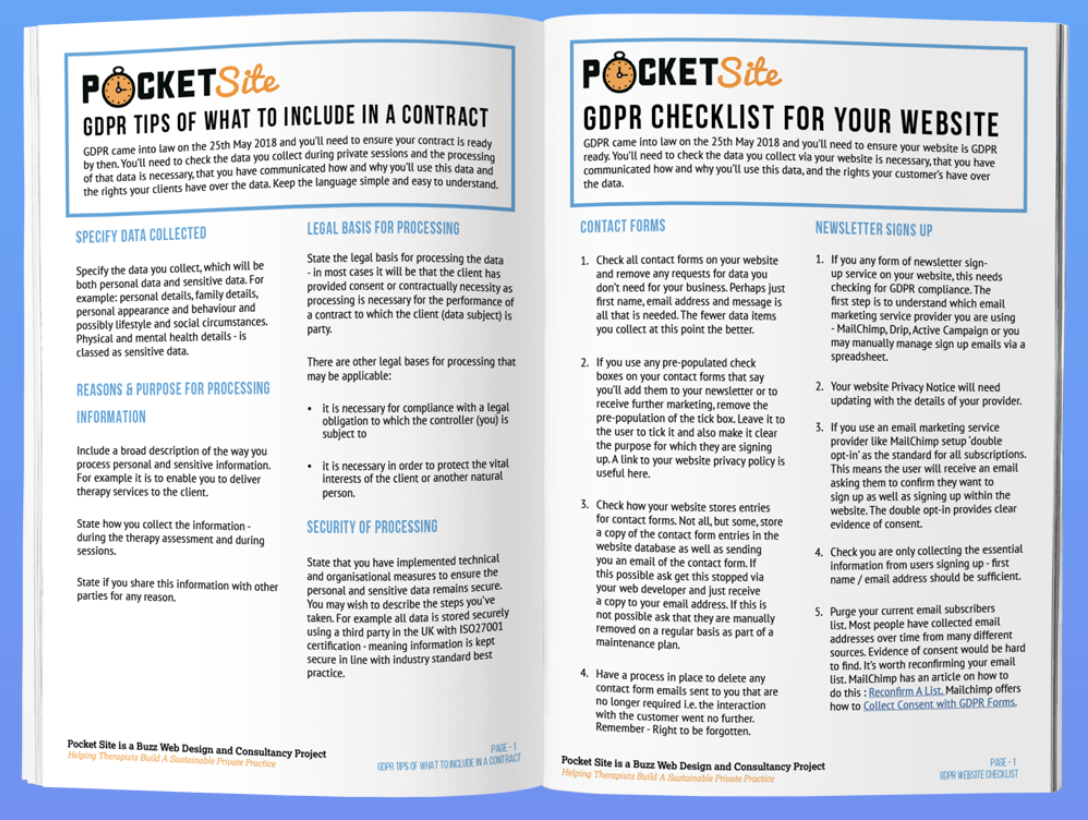 POCKETSite
GDPR TIPS OF WHAT TO INCLUDE IN A CONTRACT
GDPR came into law on the 25th May 2018 and you'll need to ensure your contract is ready
by then. You'll need to check the data you collect during private sessions and the processing
of that data is necessary, that you have communicated how and why you'll use this data and
the rights your clients have over the data. Keep the language simple and easy to understand.
SPECIFY DATA COLLECTED
Specify the data you collect, which will be
both personal data and sensitive data. For
example: personal details, family details,
personal appearance and behaviour and
possibly lifestyle and social circumstances.
Physical and mental health details - is
classed as sensitive data.
REASONS & PURPOSE FOR PROCESSING
INFORMATION
Include a broad description of the way you
process personal and sensitive information.
For example it is to enable you to deliver
therapy services to the client.
State how you collect the information -
during the therapy assessment and during
sessions.
State if you share this information with other
parties for any reason.
LEGAL BASIS FOR PROCESSING
State the legal basis for processing the data
- in most cases it will be that the client has
provided consent or contractually necessity as
processing is necessary for the performance of
a contract to which the client (data subject) is
party.
There are other legal bases for processing that
may be applicable:
• it is necessary for compliance with a legal
obligation to which the controller (you) is
subject to
• it is necessary in order to protect the vital
interests of the client or another natural
person.
SECURITY OF PROCESSING
State that you have implemented technical
and organisational measures to ensure the
personal and sensitive data remains secure.
You may wish to describe the steps you've
taken. For example all data is stored securely
using a third party in the UK with ISO27001
certification - meaning information is kept
secure in line with industry standard best
practice.
Pocket Site is a Buzz Web Design and Consultancy Project
Helping Therapists Build A Sustainable Private Practice
PAGE - 1
GDPR TIPS OF WHAT TO INCLUDE IN A CONTRACT
POCKETSite
GDPR CHECKLIST FOR YOUR WEBSITE
GDPR came into law on the 25th May 2018 and you'll need to ensure your website is GDPR
ready. You'll need to check the data you collect via your website is necessary, that you have
communicated how and why you'll use this data, and the rights your customer's have over
the data.
CONTACT FORMS
1. Check all contact forms on your website
and remove any requests for data you
don't need for your business. Perhaps just
first name, email address and message is
all that is needed. The fewer data items
you collect at this point the better.
2. If you use any pre-populated check
boxes on your contact forms that say
you'll add them to your newsletter or to
receive further marketing, remove the
pre-population of the tick box. Leave it to
the user to tick it and also make it clear
the purpose for which they are signing
up. A link to your website privacy policy is
useful here.
3. Check how your website stores entries
for contact forms. Not all, but some, store
a copy of the contact form entries in the
website database as well as sending
you an email of the contact form. If
this possible ask get this stopped via
your web developer and just receive
a copy to your email address. If this is
not possible ask that they are manually
removed on a regular basis as part of a
maintenance plan.
4. Have a process in place to delete any
contact form emails sent to you that are
no longer required i.e. the interaction
with the customer went no further.
Remember - Right to be forgotten.
NEWSLETTER SIGNS UP
1. If you any form of newsletter sign-
up service on your website, this needs
checking for GDPR compliance. The
first step is to understand which email
marketing service provider you are using
- MailChimp, Drip, Active Campaign or you
may manually manage sign up emails via a
spreadsheet.
2. Your website Privacy Notice will need
updating with the details of your provider.
3. If you use an email marketing service
provider like MailChimp setup 'double
opt-in' as the standard for all subscriptions.
This means the user will receive an email
asking them to confirm they want to
sign up as well as signing up within the
website. The double opt-in provides clear
evidence of consent.
4. Check you are only collecting the essential
information from users signing up - first
name / email address should be sufficient.
5. Purge your current email subscribers
list. Most people have collected email
addresses over time from many different
sources. Evidence of consent would be hard
to find. It's worth reconfirming your email
list. MailChimp has an article on how to
do this : Reconfirm A List. Mailchimp offers
how to Collect Consent with GDPR Forms.
Pocket Site is a Buzz Web Design and Consultancy Project
Helping Therapists Build A Sustainable Private Practice
PAGE - 1
GDPR WEBSITE CHECKLIST